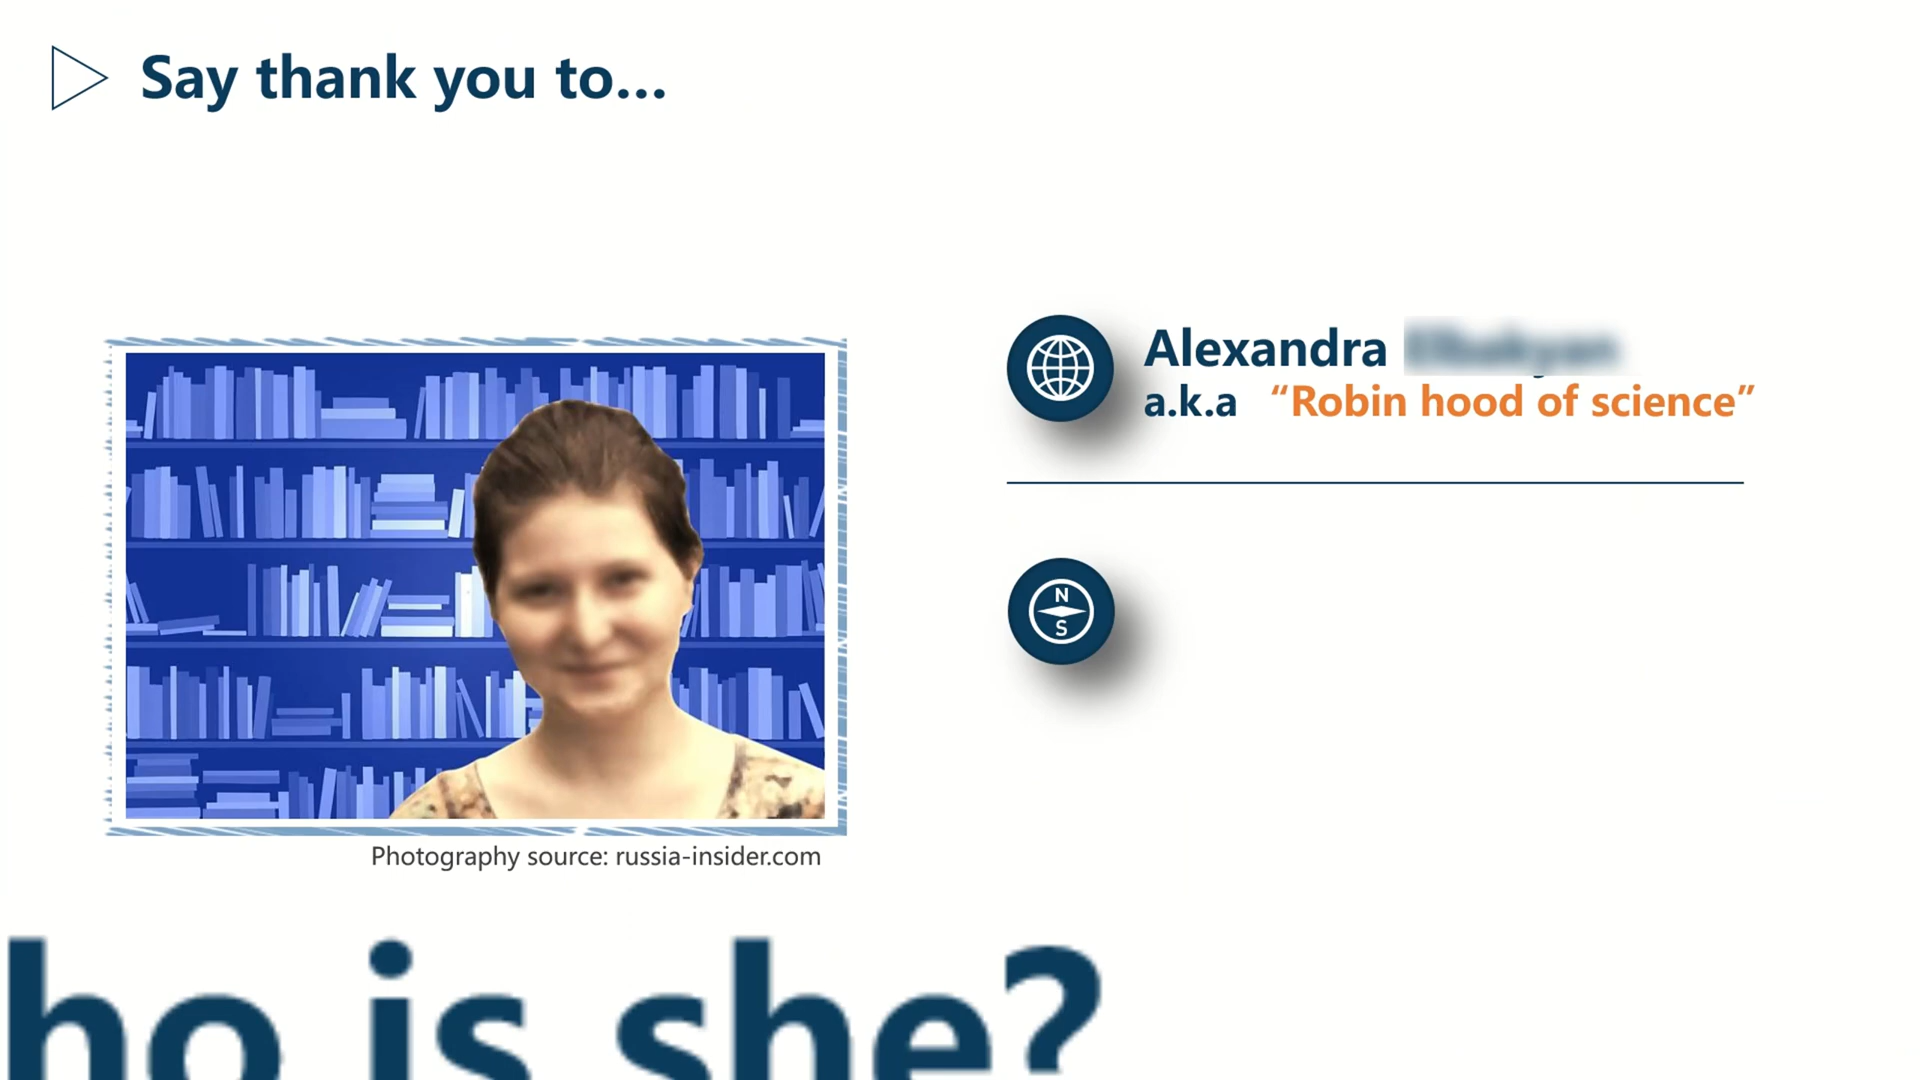 Say thank you to...
Alexandra
a.k.a “Robin hood of science”
N
S
Photography source: russia-insider.com
ho is she?